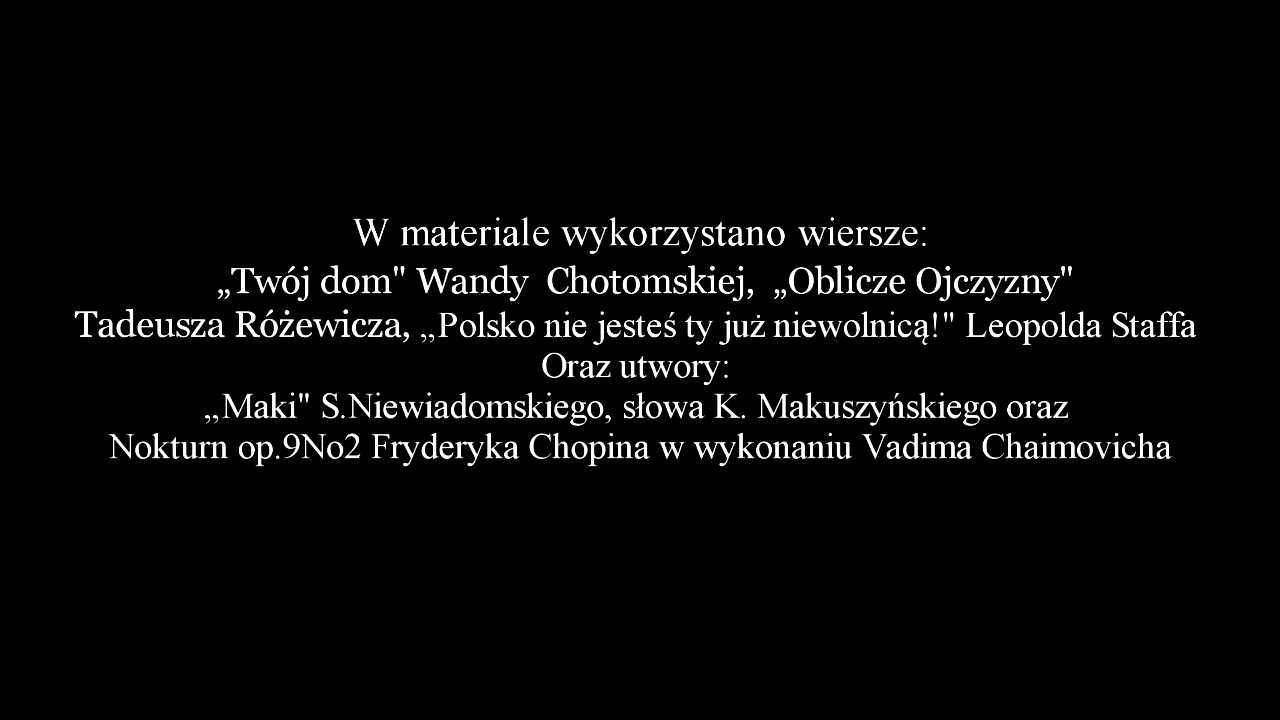 W materiale wykorzystano wiersze:
„Twój dom" Wandy Chotomskiej, „Oblicze Ojczyzny"
Tadeusza Różewicza, „Polsko nie jesteś ty już niewolnicą!" Leopolda Staffa
Oraz utwory:
„Maki" S.Niewiadomskiego, słowa K. Makuszyńskiego oraz
Nokturn op.9No2 Fryderyka Chopina w wykonaniu Vadima Chaimovicha